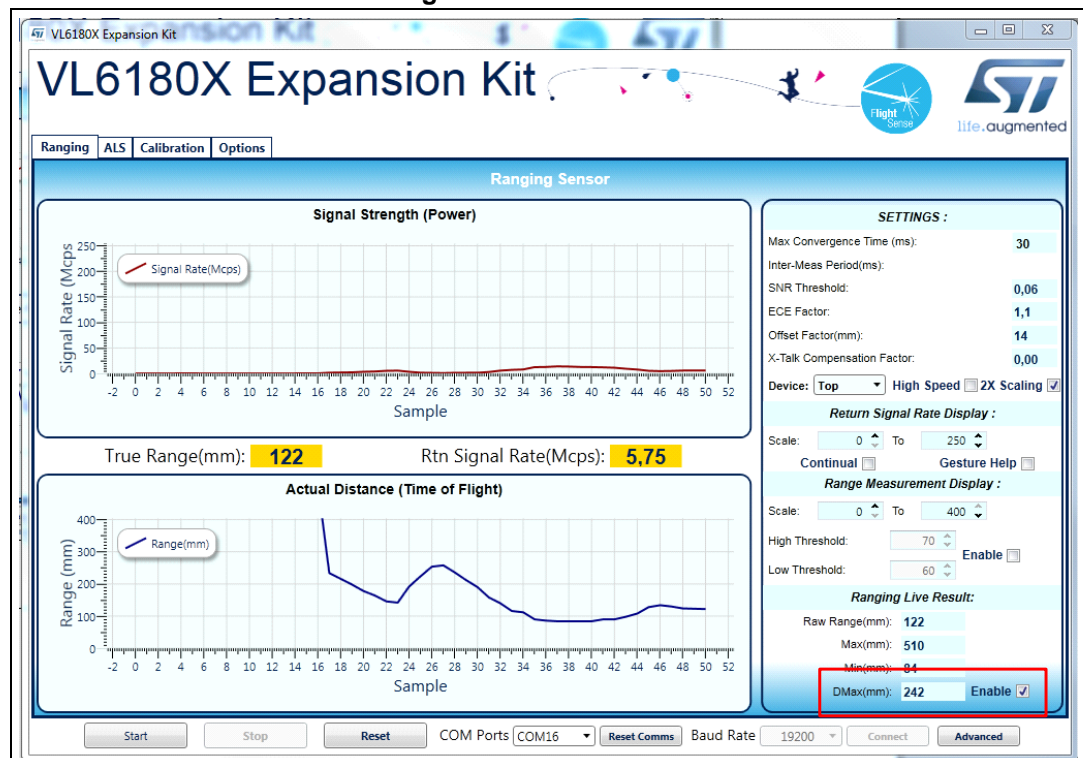 VL6180X Expansion Kit
VL6180X Expansion Kit
Flight
Sense
ST
life.augmented
Ranging ALS Calibration Options
Ranging Sensor
Signal Strength (Power)
Signal Rate (Mcps)
250
200
150
100
50
0
Signal Rate(Mcps)
-2 0 2 4 6 8 10 12 14 16 18 20 22 24 26 28 30 32 34 36 38 40 42 44 46 48 50 52
Sample
True Range(mm): 122 Rtn Signal Rate(Mcps): 5,75
Actual Distance (Time of Flight)
Range (mm)
400
300
200
100
0
Range(mm)
-2 0 2 4 6 8 10 12 14 16 18 20 22 24 26 28 30 32 34 36 38 40 42 44 46 48 50 52
Sample
SETTINGS :
Max Convergence Time (ms): 30
Inter-Meas Period(ms):
SNR Threshold: 0,06
ECE Factor: 1,1
Offset Factor(mm): 14
X-Talk Compensation Factor: 0,00
Device: Top High Speed 2X Scaling
Return Signal Rate Display :
Scale: 0 To 250
Continual Gesture Help
Range Measurement Display :
Scale: 0 To 400
High Threshold: 70
Enable
Low Threshold: 60
Ranging Live Result:
Raw Range(mm): 122
Max(mm): 510
Min(mm): 84
DMax(mm): 242 Enable
Start Stop Reset COM Ports COM16 Reset Comms Baud Rate 19200 Connect Advanced